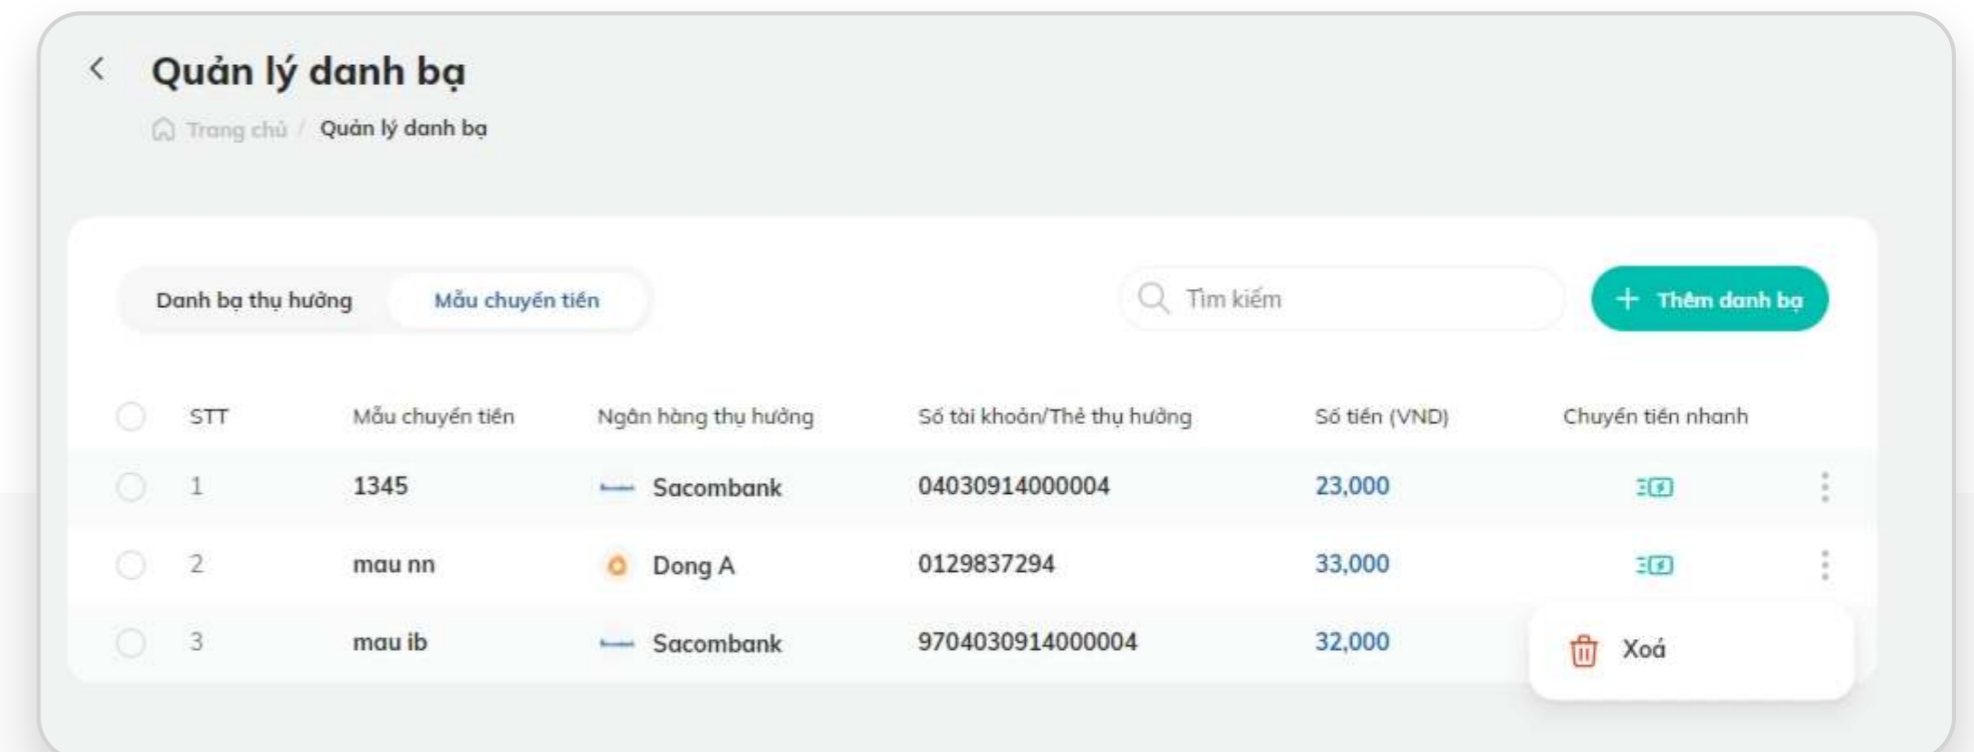 Quản lý danh bạ
Trang chủ / Quản lý danh bạ
Danh bạ thụ hưởng Mẫu chuyển tiền Tìm kiếm + Thêm danh bạ
STT Mẫu chuyển tiền Ngân hàng thụ hưởng Số tài khoản/Thẻ thụ hưởng Số tiền (VND) Chuyển tiền nhanh
1 1345 Sacombank 04030914000004 23,000
2 mau nn Dong A 0129837294 33,000
3 mau ib Sacombank 9704030914000004 32,000
Xoá